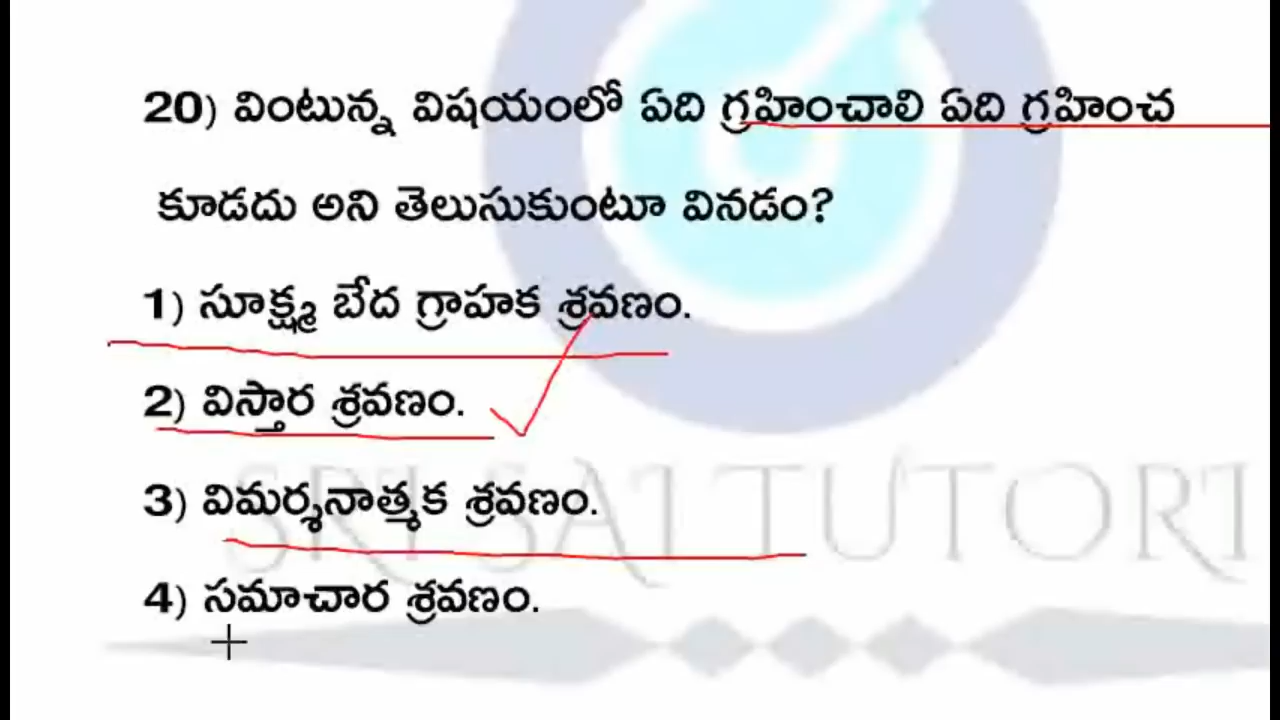 20) వింటున్న విషయంలో ఏది గ్రహించాలి ఏది గ్రహించ
కూడదు అని తెలుసుకుంటూ వినడం?
1) సూక్ష్మ బేద గ్రాహక శ్రవణం.
2) విస్తార శ్రవణం.
3) విమర్శనాత్మక శ్రవణం.
SRI SAI TUTORI
4) సమాచార శ్రవణం.